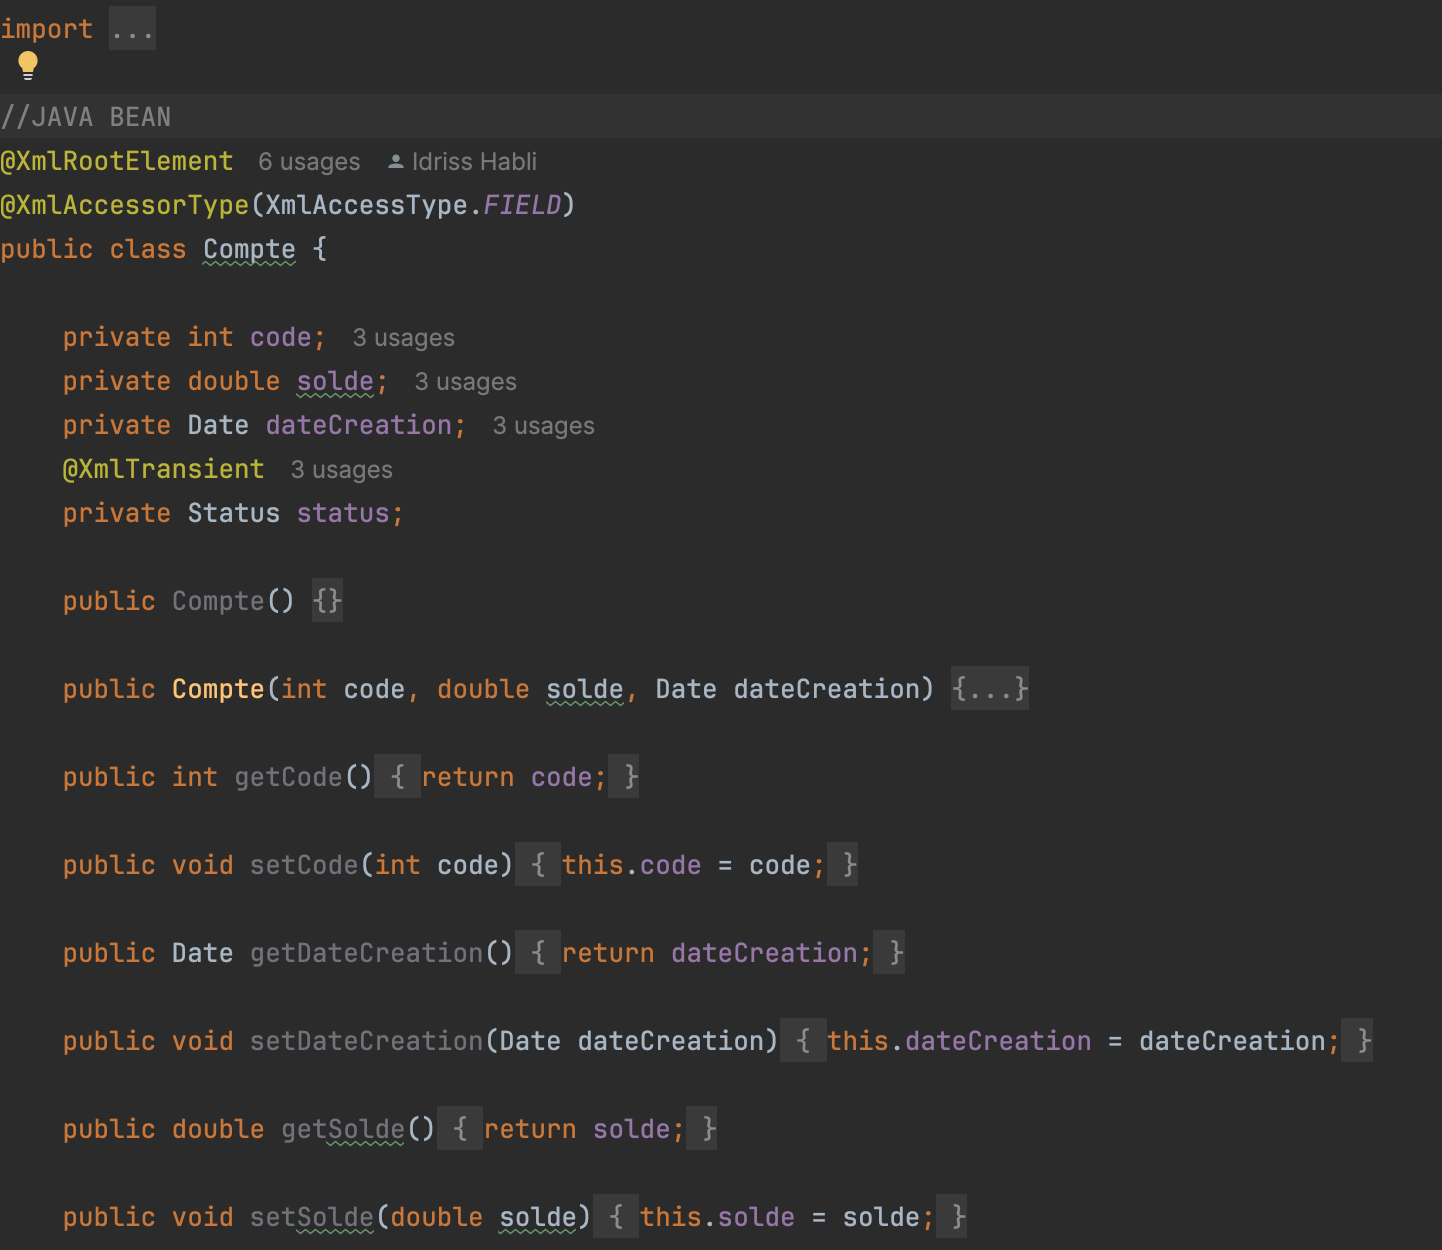 import ...
//JAVA BEAN
@XmlRootElement 6 usages Idriss Habli
@XmlAccessorType(XmlAccessType.FIELD)
public class Compte {
private int code; 3 usages
private double solde; 3 usages
private Date dateCreation; 3 usages
@XmlTransient 3 usages
private Status status;
public Compte() {}
public Compte(int code, double solde, Date dateCreation) {...}
public int getCode() { return code; }
public void setCode(int code) { this.code = code; }
public Date getDateCreation() { return dateCreation; }
public void setDateCreation(Date dateCreation) { this.dateCreation = dateCreation; }
public double getSolde() { return solde; }
public void setSolde(double solde) { this.solde = solde; }